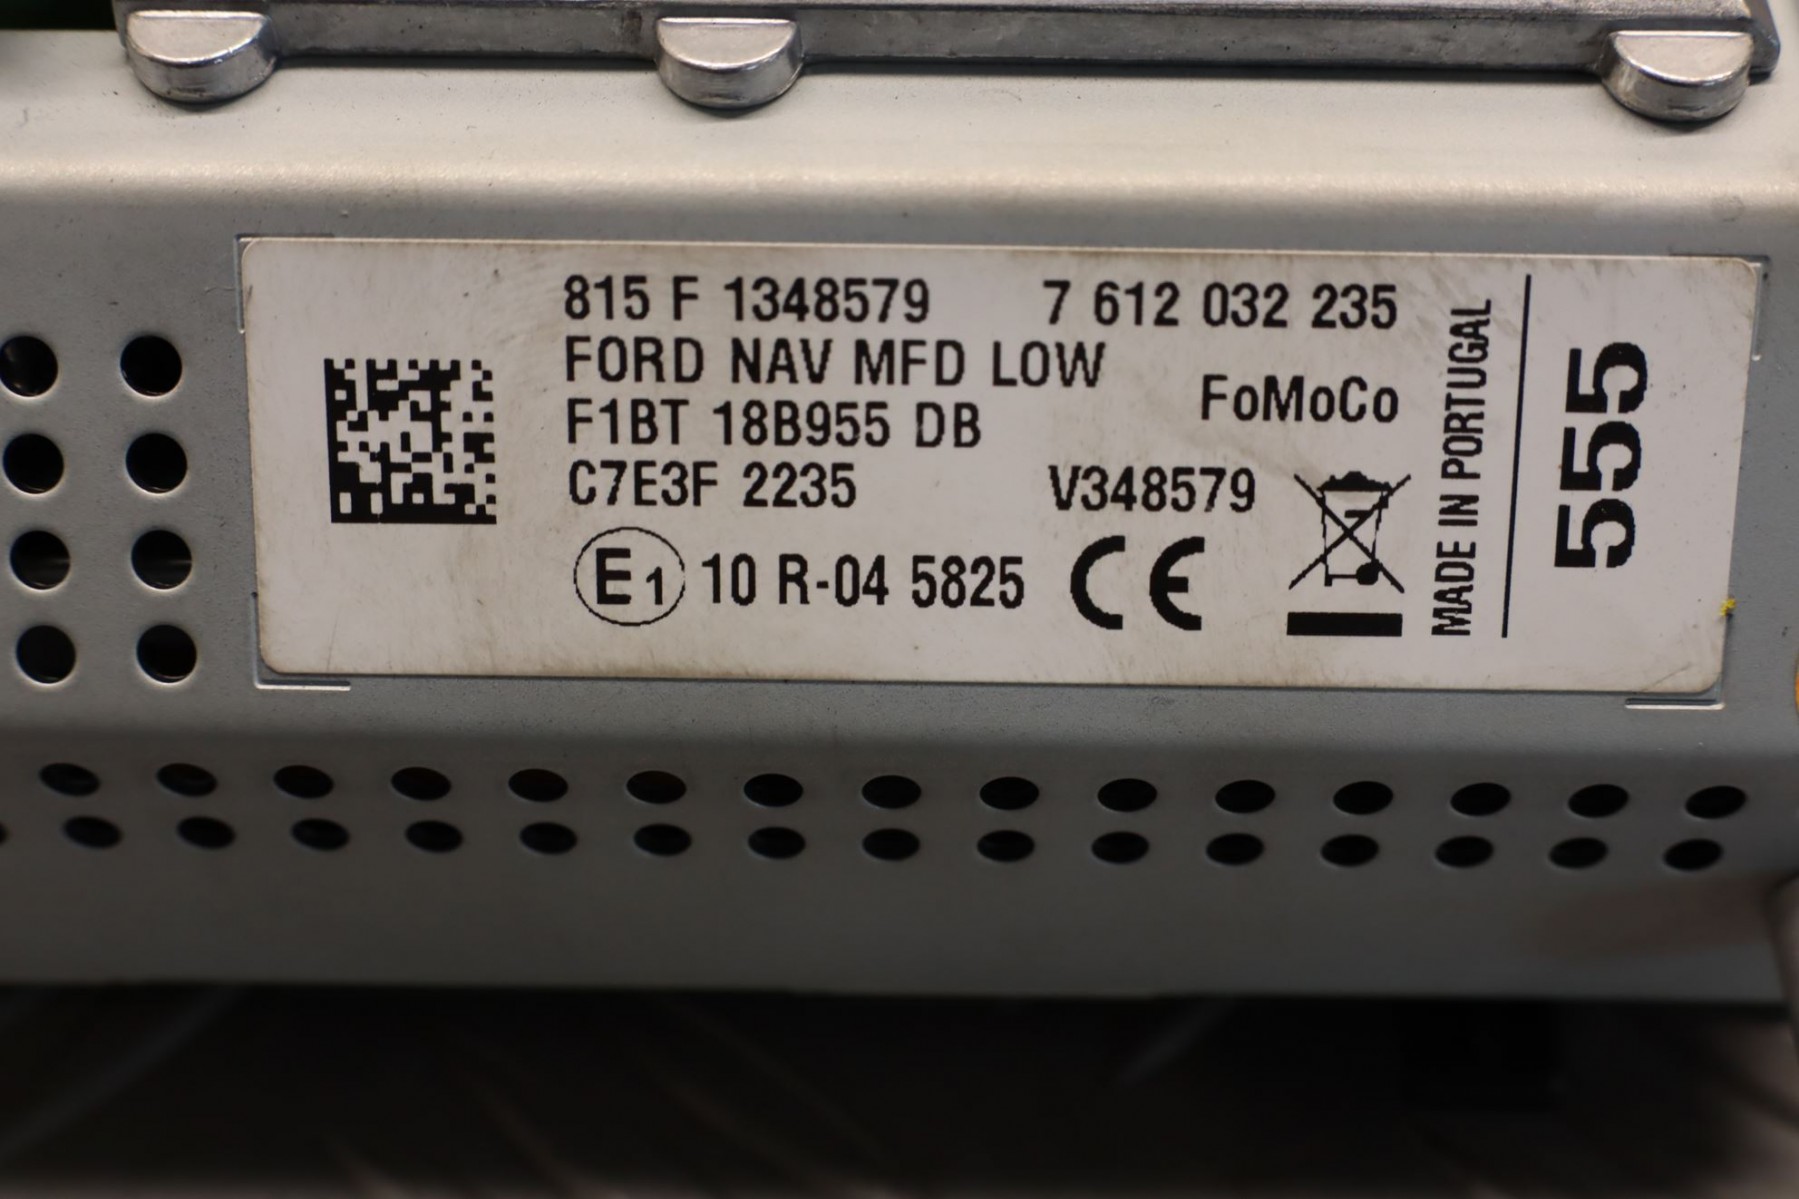 815 F 1348579 7 612 032 235
FORD NAV MFD LOW
FoMoCo
F1BT 18B955 DB
C7E3F 2235 V348579
E1 10 R-04 5825 CE
MADE IN PORTUGAL
555